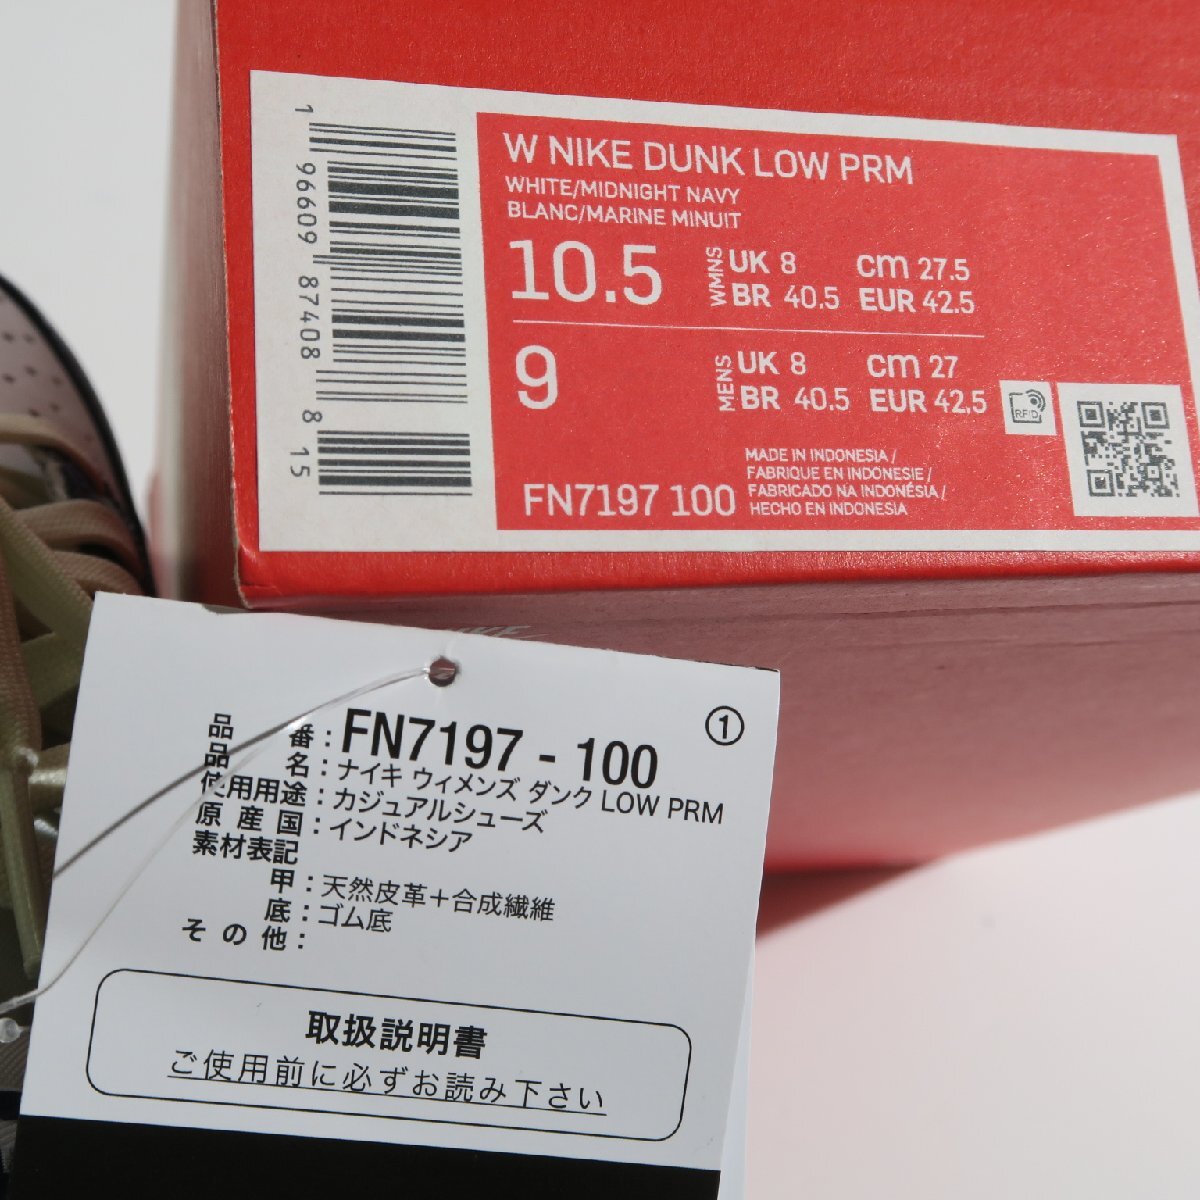 W NIKE DUNK LOW PRM
WHITE/MIDNIGHT NAVY
BLANC/MARINE MINUIT
10.5
WMNS
UK 8 cm 27.5
BR 40.5 EUR 42.5
9
MENS
UK 8 cm 27
BR 40.5 EUR 42.5
RFID
MADE IN INDONESIA /
FABRIQUE EN INDONESIE /
FABRICADO NA INDONÉSIA /
HECHO EN INDONESIA
FN7197 100
1 96609 87408 8 15
①
品番:FN7197-100
品名:ナイキ ウィメンズ ダンク LOW PRM
使用用途:カジュアルシューズ
原産国:インドネシア
素材表記
甲:天然皮革+合成繊維
底:ゴム底
その他:
取扱説明書
ご使用前に必ずお読み下さい